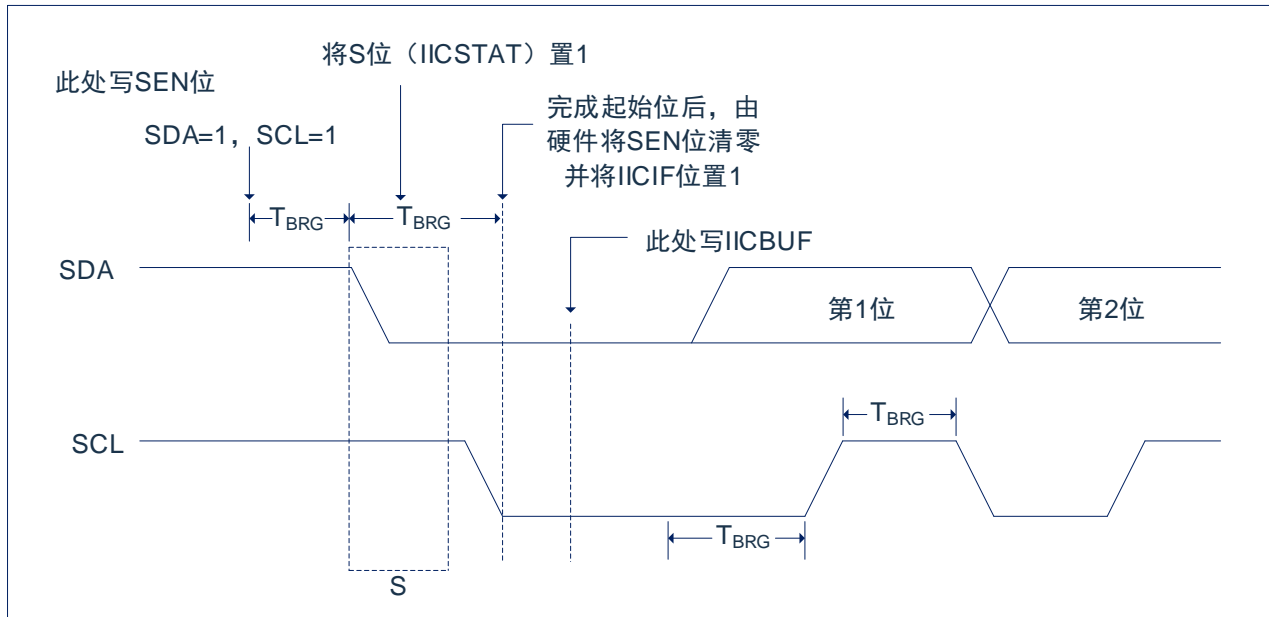 将S位（IICSTAT）置1
此处写SEN位
SDA=1，SCL=1
完成起始位后，由
硬件将SEN位清零
并将IICIF位置1
TBRG
TBRG
此处写IICBUF
SDA
第1位
第2位
TBRG
SCL
TBRG
S